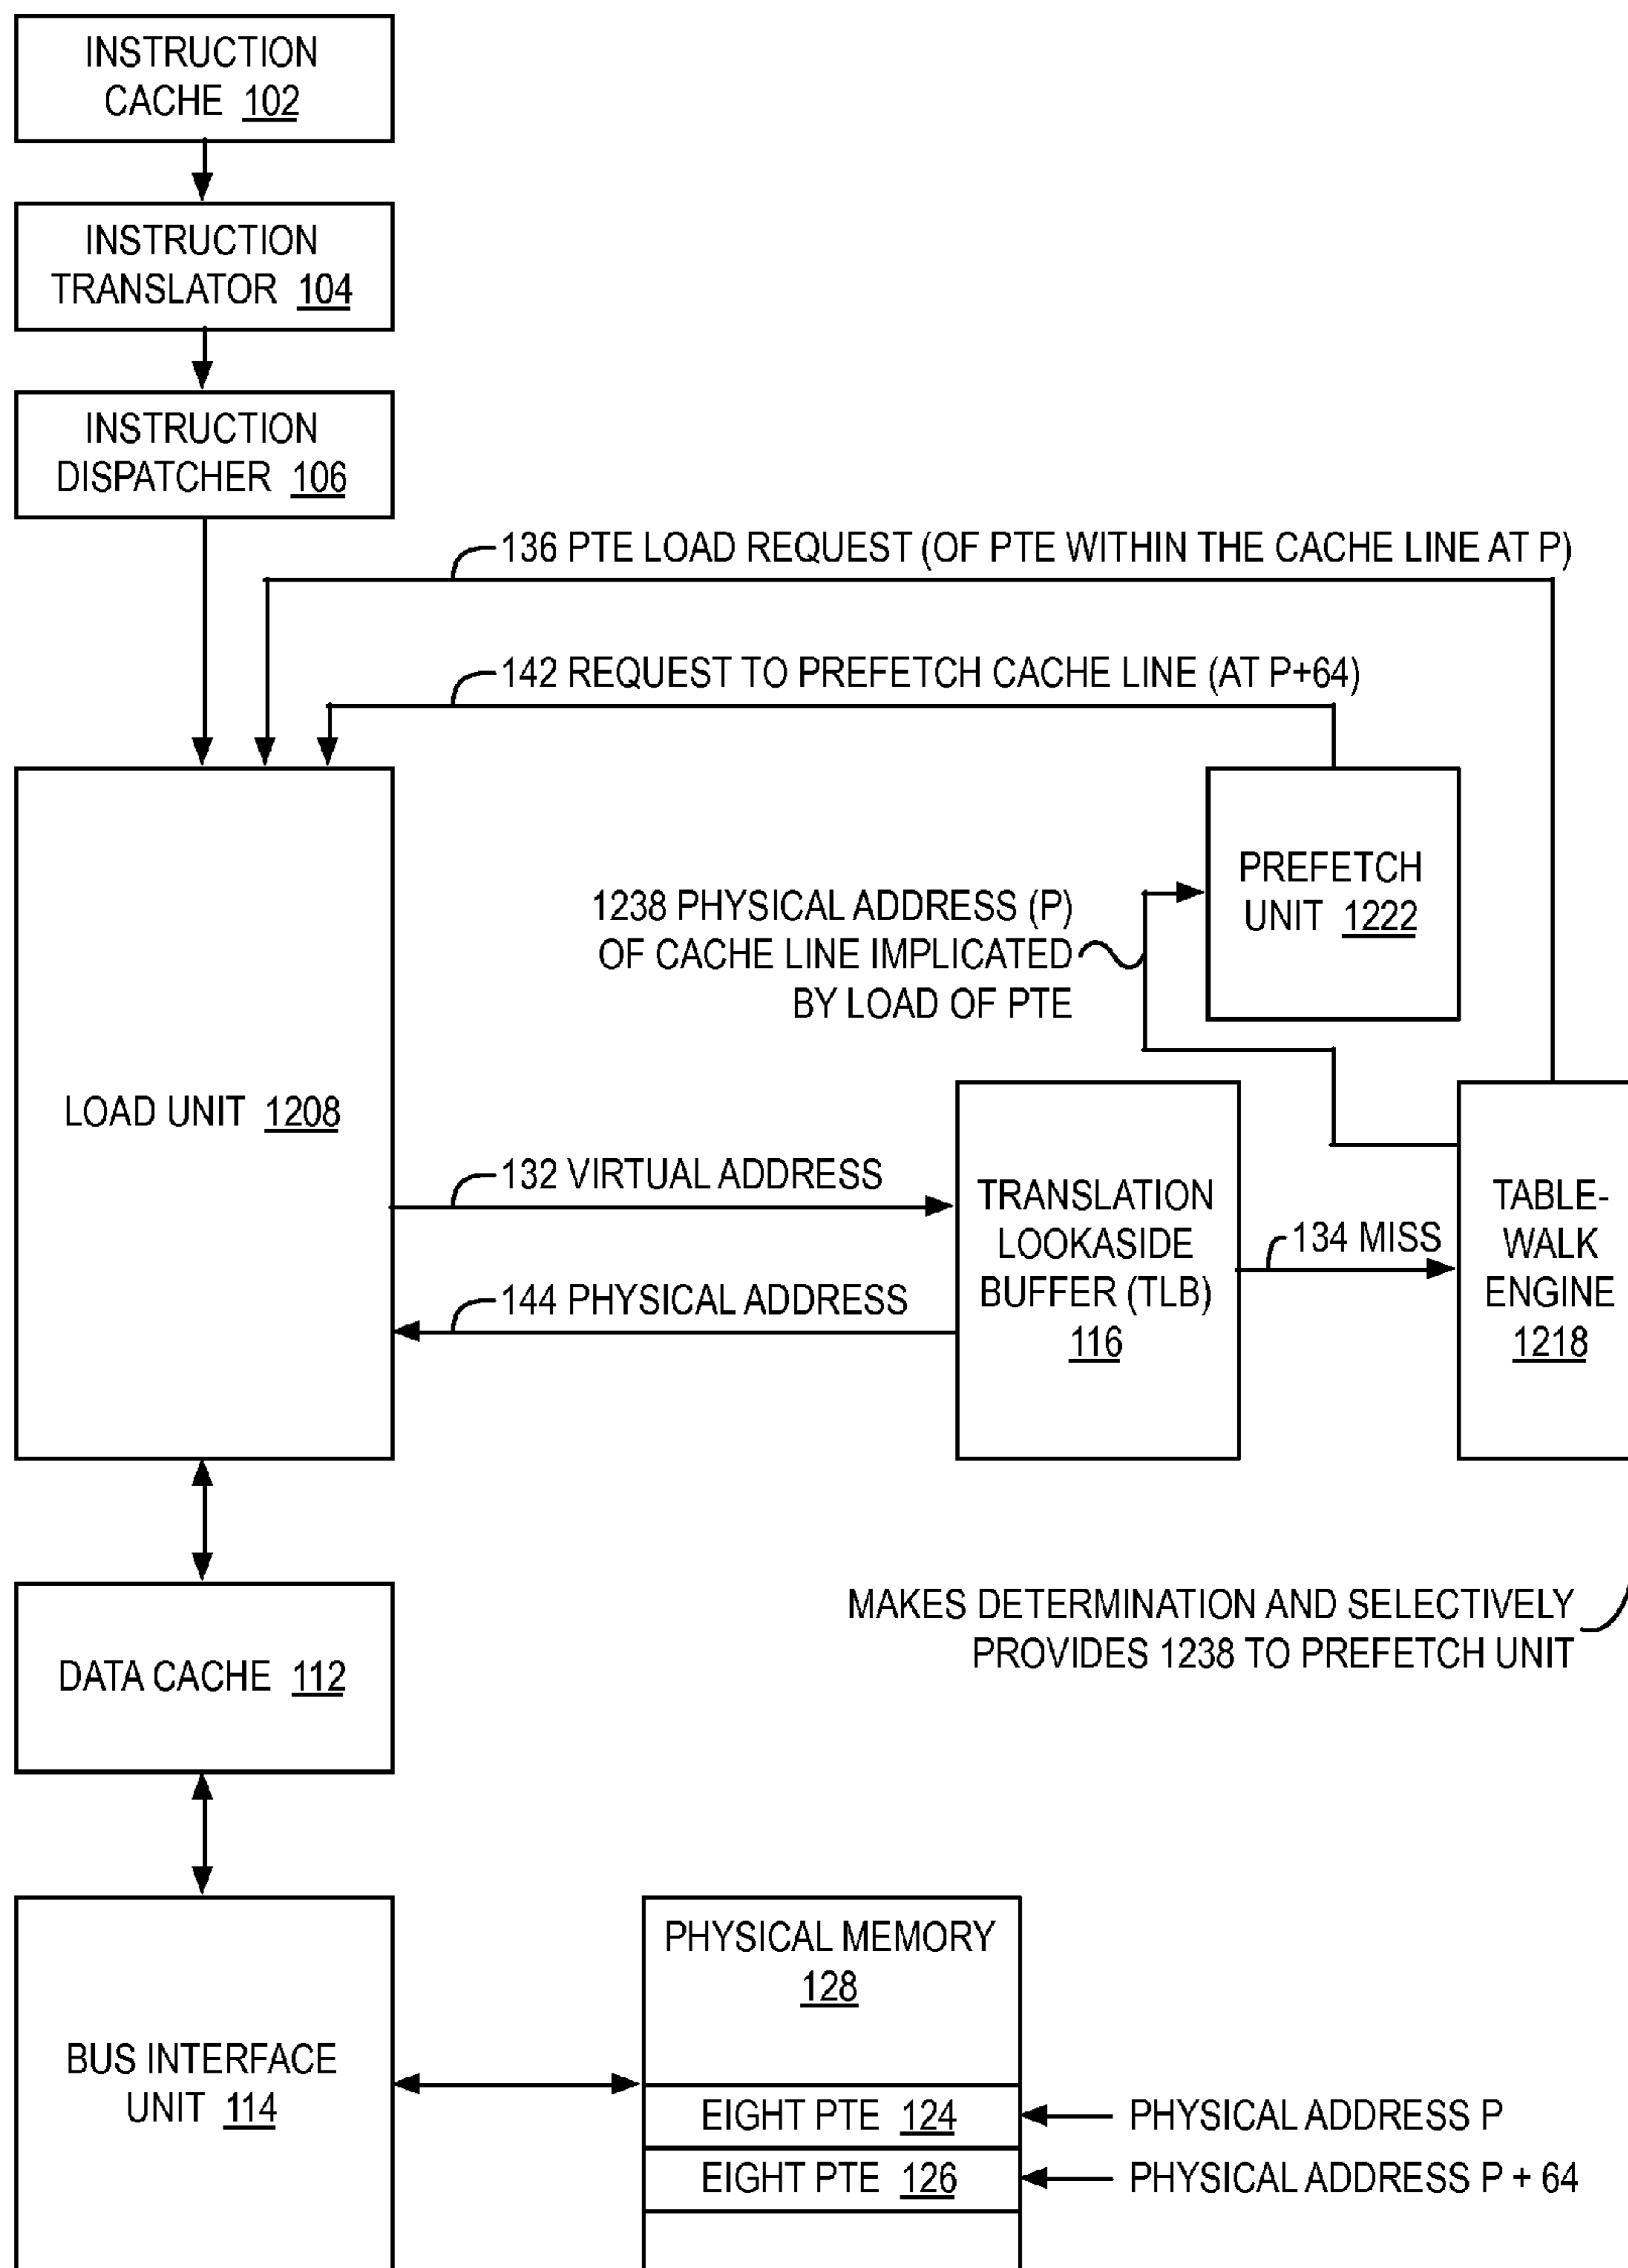 INSTRUCTION
CACHE 102
INSTRUCTION
TRANSLATOR 104
INSTRUCTION
DISPATCHER 106
136 PTE LOAD REQUEST (OF PTE WITHIN THE CACHE LINE AT P)
142 REQUEST TO PREFETCH CACHE LINE (AT P+64)
PREFETCH
UNIT 1222
1238 PHYSICAL ADDRESS (P)
OF CACHE LINE IMPLICATED
BY LOAD OF PTE
LOAD UNIT 1208
132 VIRTUAL ADDRESS
144 PHYSICAL ADDRESS
TRANSLATION
LOOKASIDE
BUFFER (TLB)
116
134 MISS
TABLE-
WALK
ENGINE
1218
MAKES DETERMINATION AND SELECTIVELY
PROVIDES 1238 TO PREFETCH UNIT
DATA CACHE 112
BUS INTERFACE
UNIT 114
PHYSICAL MEMORY
128
EIGHT PTE 124
PHYSICAL ADDRESS P
EIGHT PTE 126
PHYSICAL ADDRESS P + 64